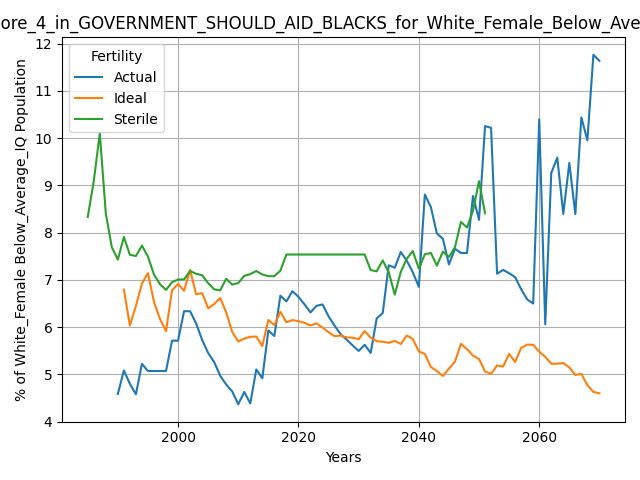 ore_4_in_GOVERNMENT_SHOULD_AID_BLACKS_for_White_Female_Below_Ave
% of White_Female Below_Average_IQ Population
12
11
10
9
8
7
6
5
4
Fertility
Actual
Ideal
Sterile
2000
2020
2040
2060
Years